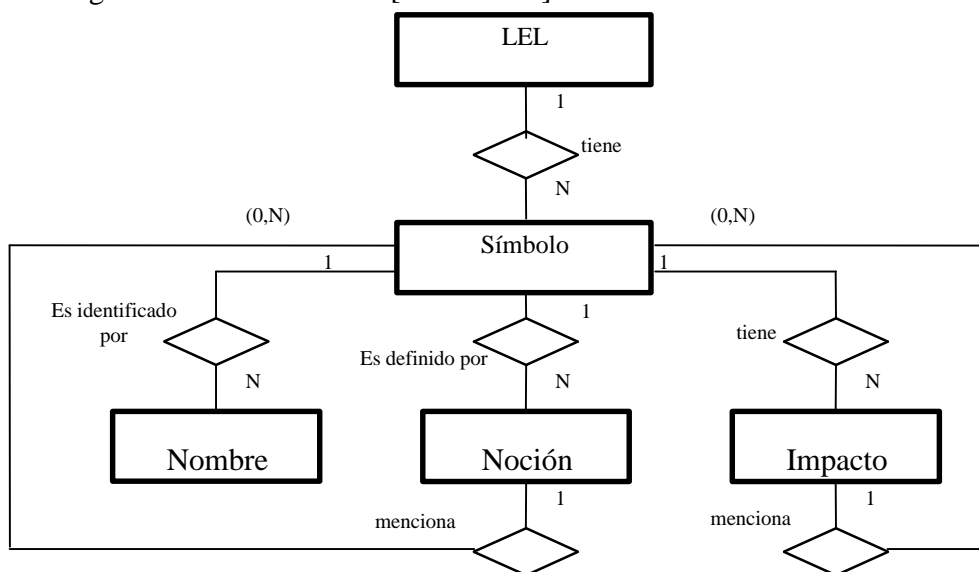 LEL
1
tiene
N
(0,N)
(0,N)
Símbolo
1
1
Es identificado
por
1
Es definido por
tiene
N
N
N
Nombre
Noción
Impacto
1
1
menciona
menciona